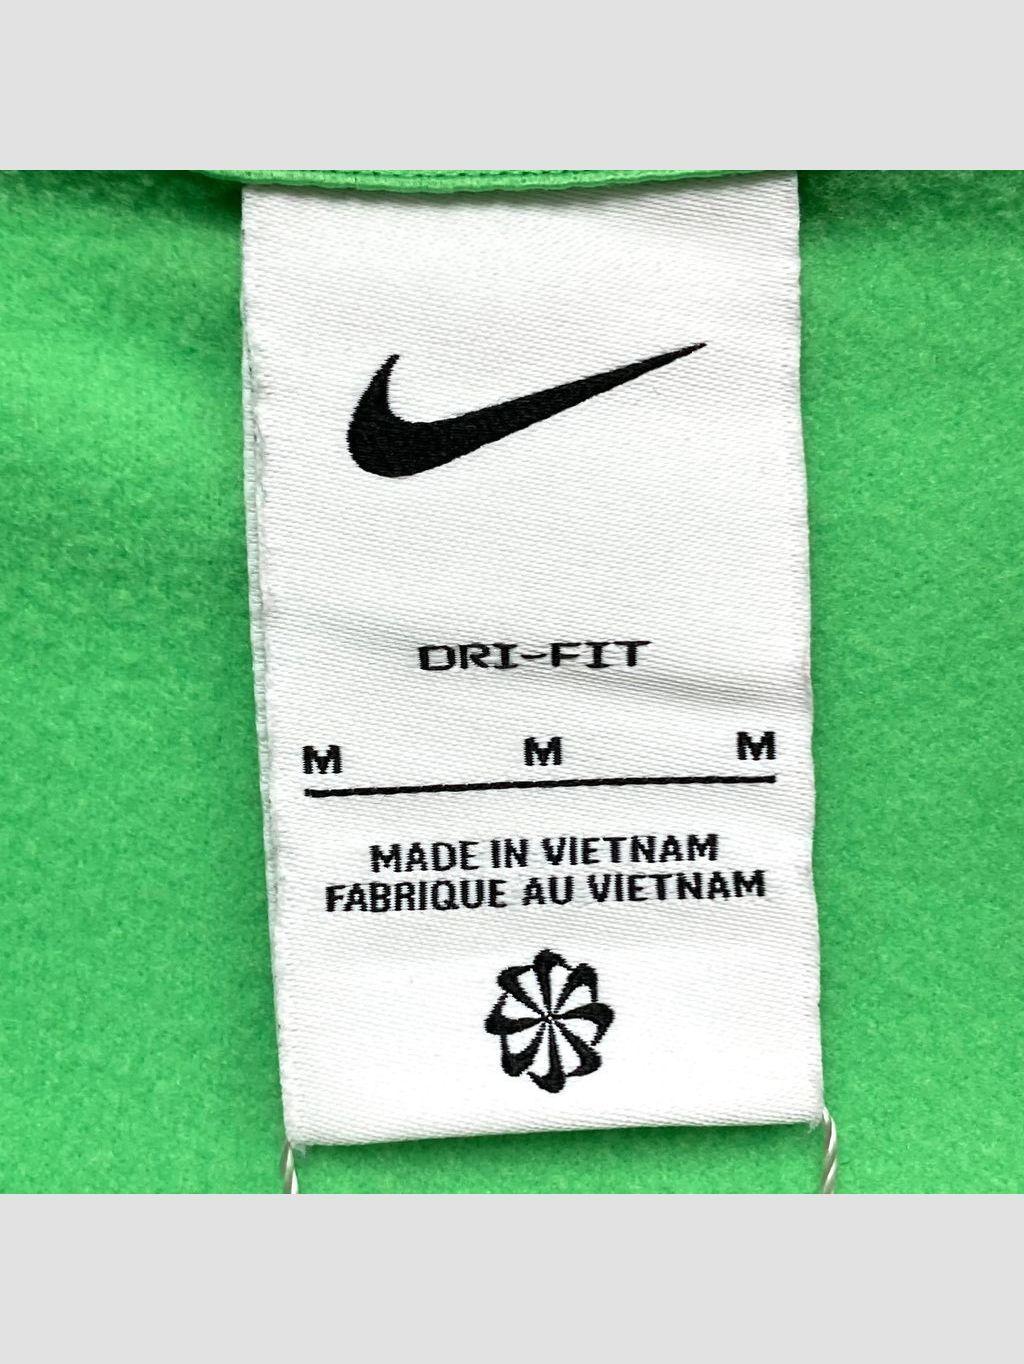 DRI-FIT
M M M
MADE IN VIETNAM
FABRIQUE AU VIETNAM